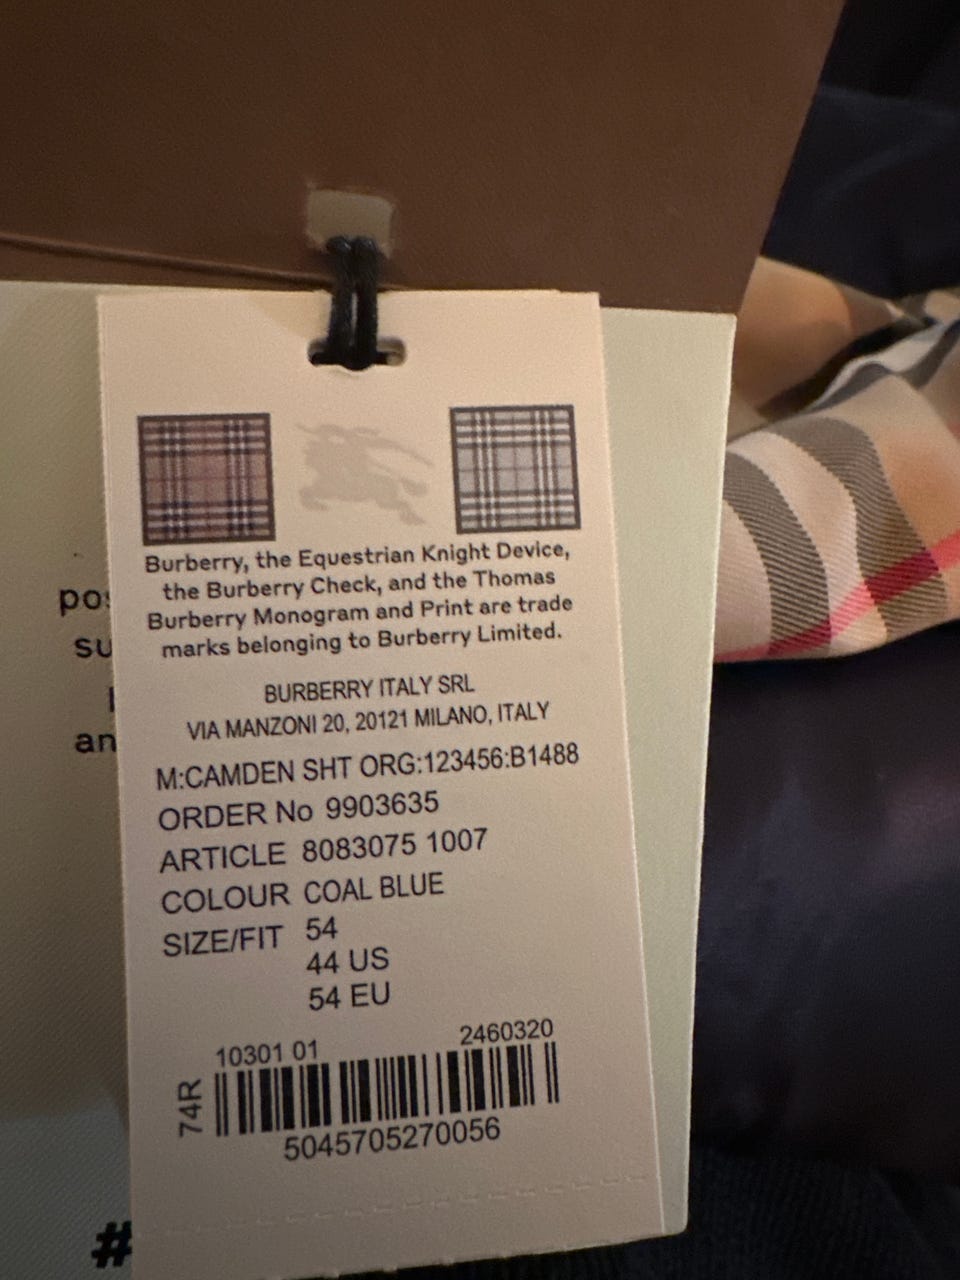 Burberry, the Equestrian Knight Device,
the Burberry Check, and the Thomas
Burberry Monogram and Print are trade
marks belonging to Burberry Limited.
BURBERRY ITALY SRL
VIA MANZONI 20, 20121 MILANO, ITALY
M:CAMDEN SHT ORG:123456:B1488
ORDER No 9903635
ARTICLE 8083075 1007
COLOUR COAL BLUE
SIZE/FIT 54
44 US
54 EU
10301 01 2460320
74R
5045705270056
pos
su
an
#